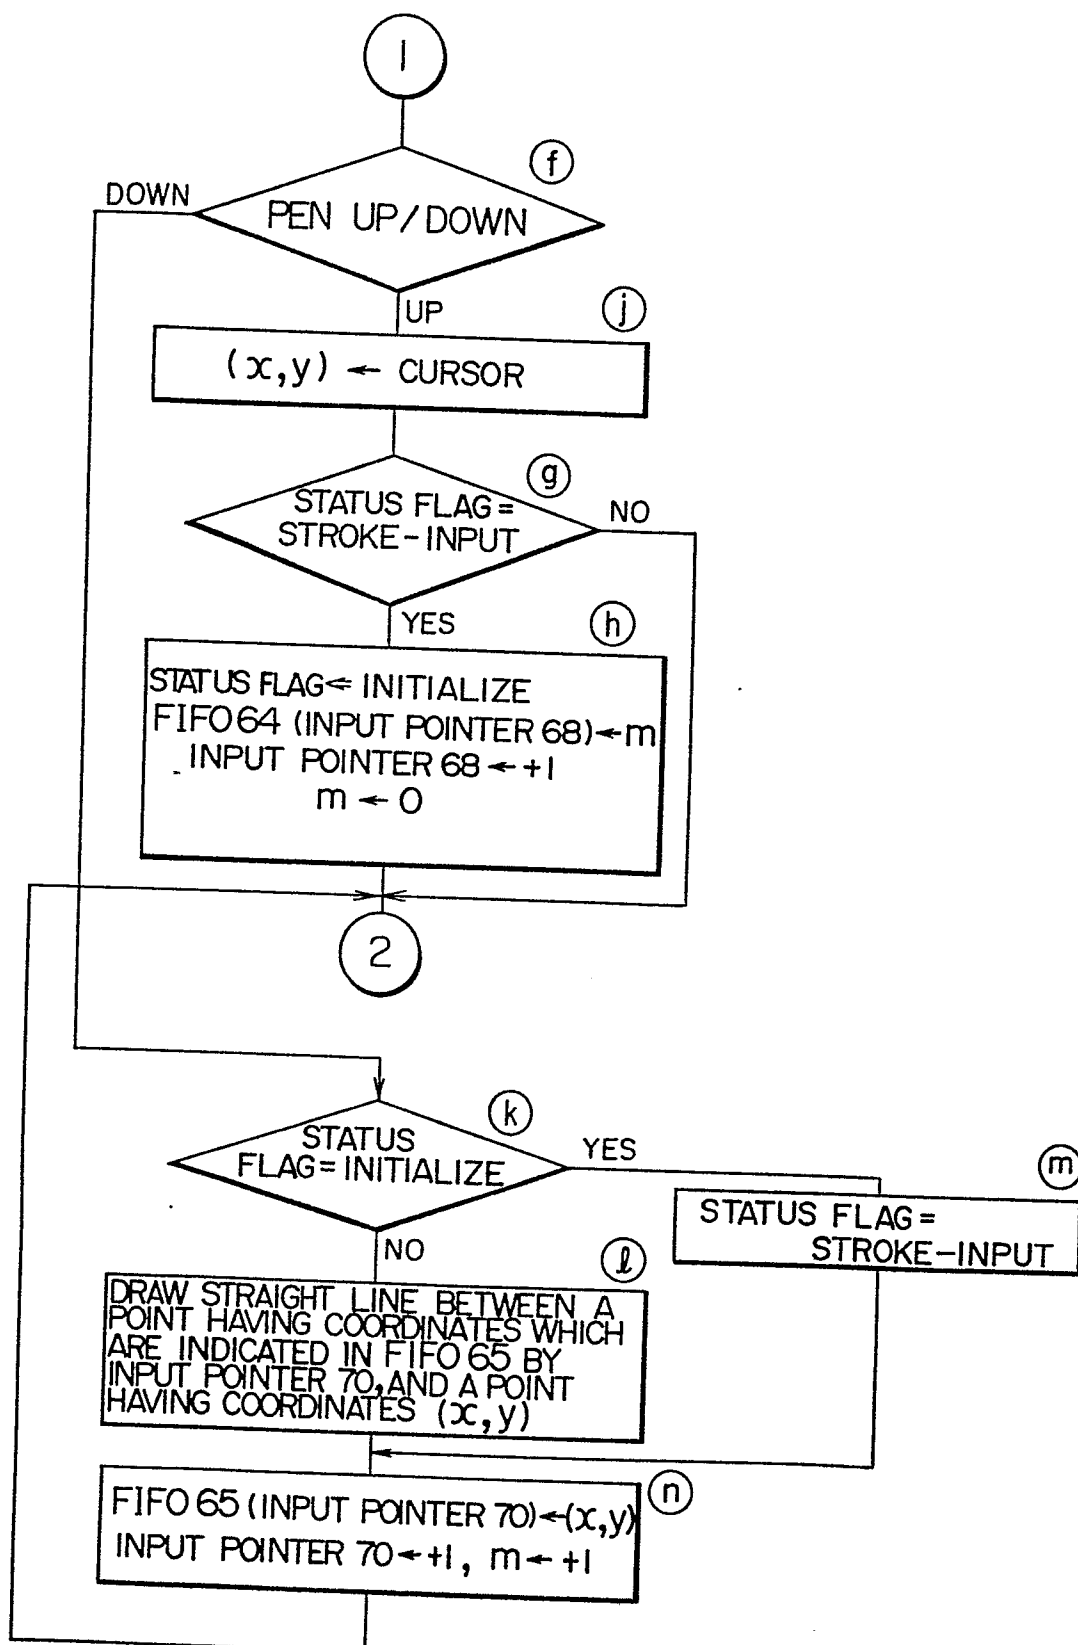 1
f
DOWN
PEN UP/DOWN
UP
j
(x,y) ← CURSOR
g
STATUS FLAG=
STROKE-INPUT
NO
YES
h
STATUS FLAG⇐ INITIALIZE
FIFO 64 (INPUT POINTER 68)←m
INPUT POINTER 68 ←+1
m ← 0
2
k
STATUS
FLAG=INITIALIZE
YES
m
STATUS FLAG=
STROKE-INPUT
NO
ℓ
DRAW STRAIGHT LINE BETWEEN A
POINT HAVING COORDINATES WHICH
ARE INDICATED IN FIFO 65 BY
INPUT POINTER 70, AND A POINT
HAVING COORDINATES (x,y)
n
FIFO 65 (INPUT POINTER 70)←(x,y)
INPUT POINTER 70←+1, m←+1